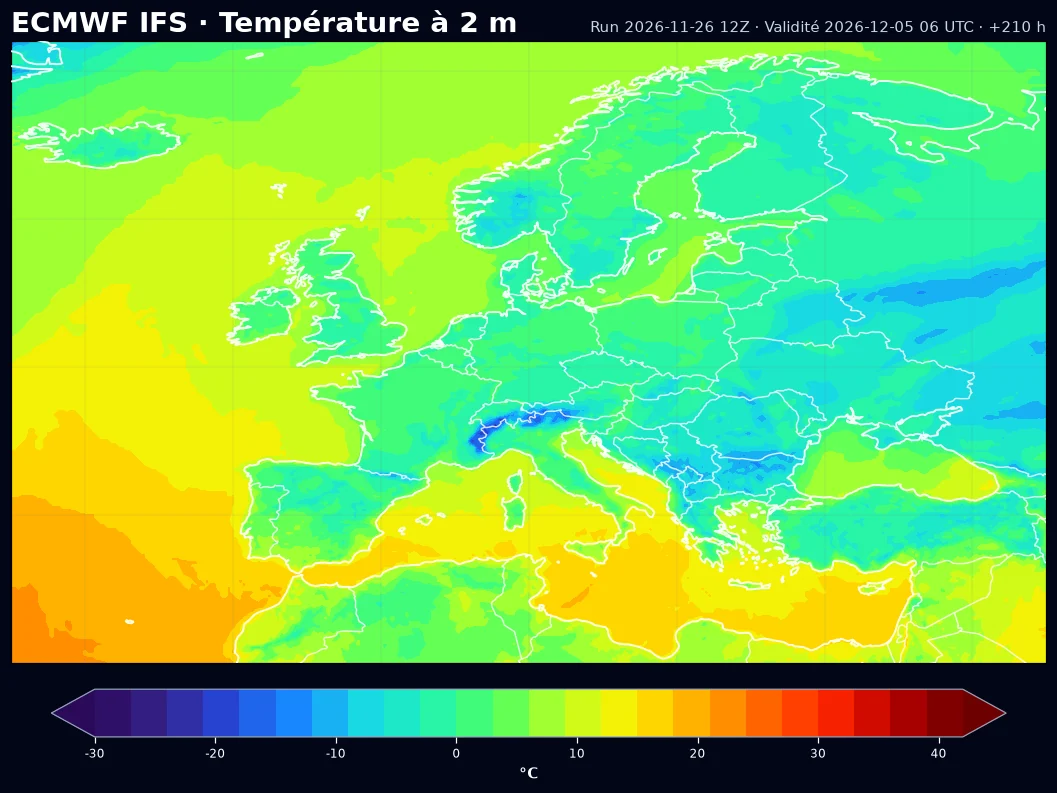 ECMWF IFS · Température à 2 m
Run 2026-11-26 12Z · Validité 2026-12-05 06 UTC · +210 h
-30 -20 -10 0 10 20 30 40
°C